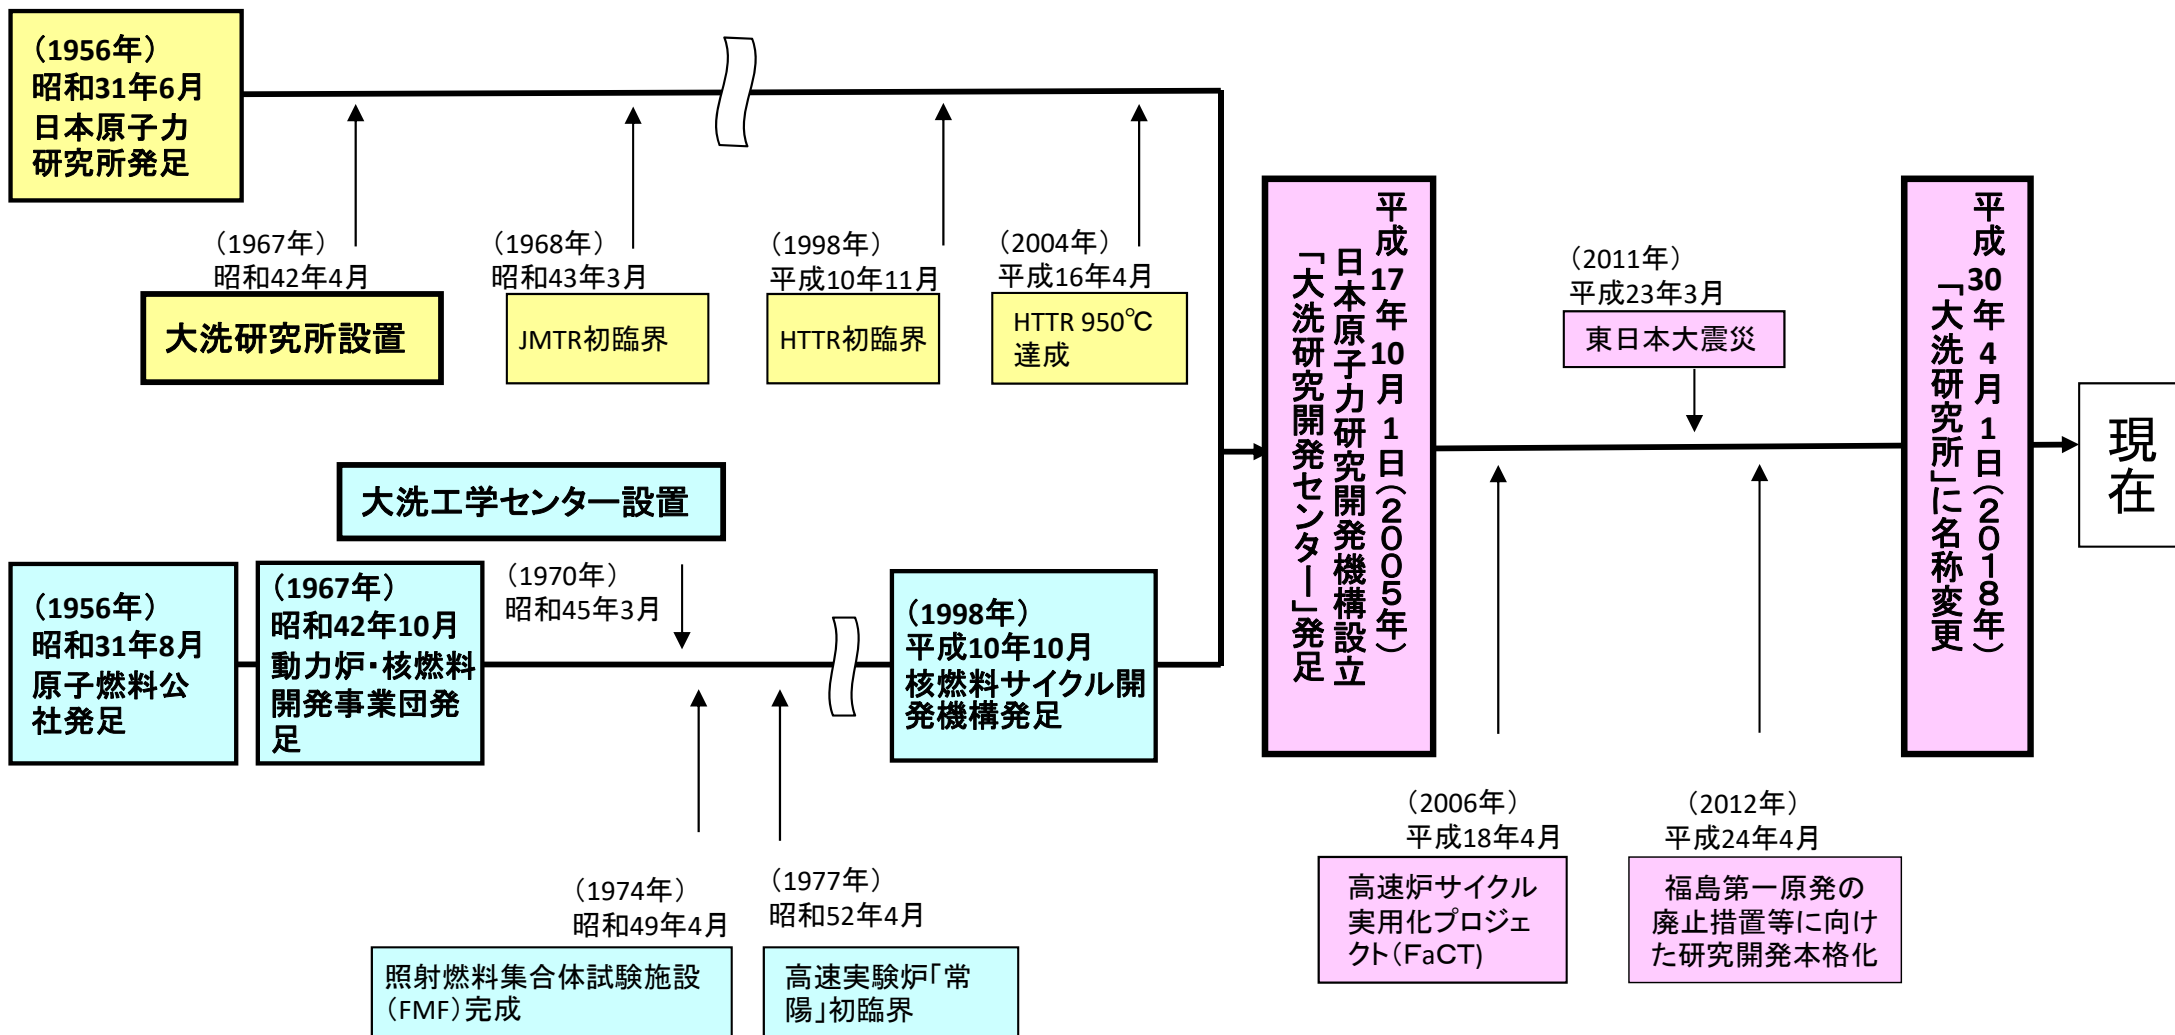 （1956年）
昭和31年6月
日本原子力
研究所発足
（1967年）
昭和42年4月
大洗研究所設置
（1968年）
昭和43年3月
JMTR初臨界
（1998年）
平成10年11月
HTTR初臨界
（2004年）
平成16年4月
HTTR 950℃
達成
大洗工学センター設置
（1956年）
昭和31年8月
原子燃料公
社発足
（1967年）
昭和42年10月
動力炉・核燃料
開発事業団発
足
（1970年）
昭和45年3月
（1998年）
平成10年10月
核燃料サイクル開
発機構発足
（1974年）
昭和49年4月
照射燃料集合体試験施設
（FMF）完成
（1977年）
昭和52年4月
高速実験炉「常
陽」初臨界
平成17年10月1日（2005年）
日本原子力研究開発機構設立
「大洗研究開発センター」発足
（2011年）
平成23年3月
東日本大震災
（2006年）
平成18年4月
高速炉サイクル
実用化プロジェ
クト（FaCT)
（2012年）
平成24年4月
福島第一原発の
廃止措置等に向け
た研究開発本格化
平成30年4月1日（2018年）
「大洗研究所」に名称変更
現在